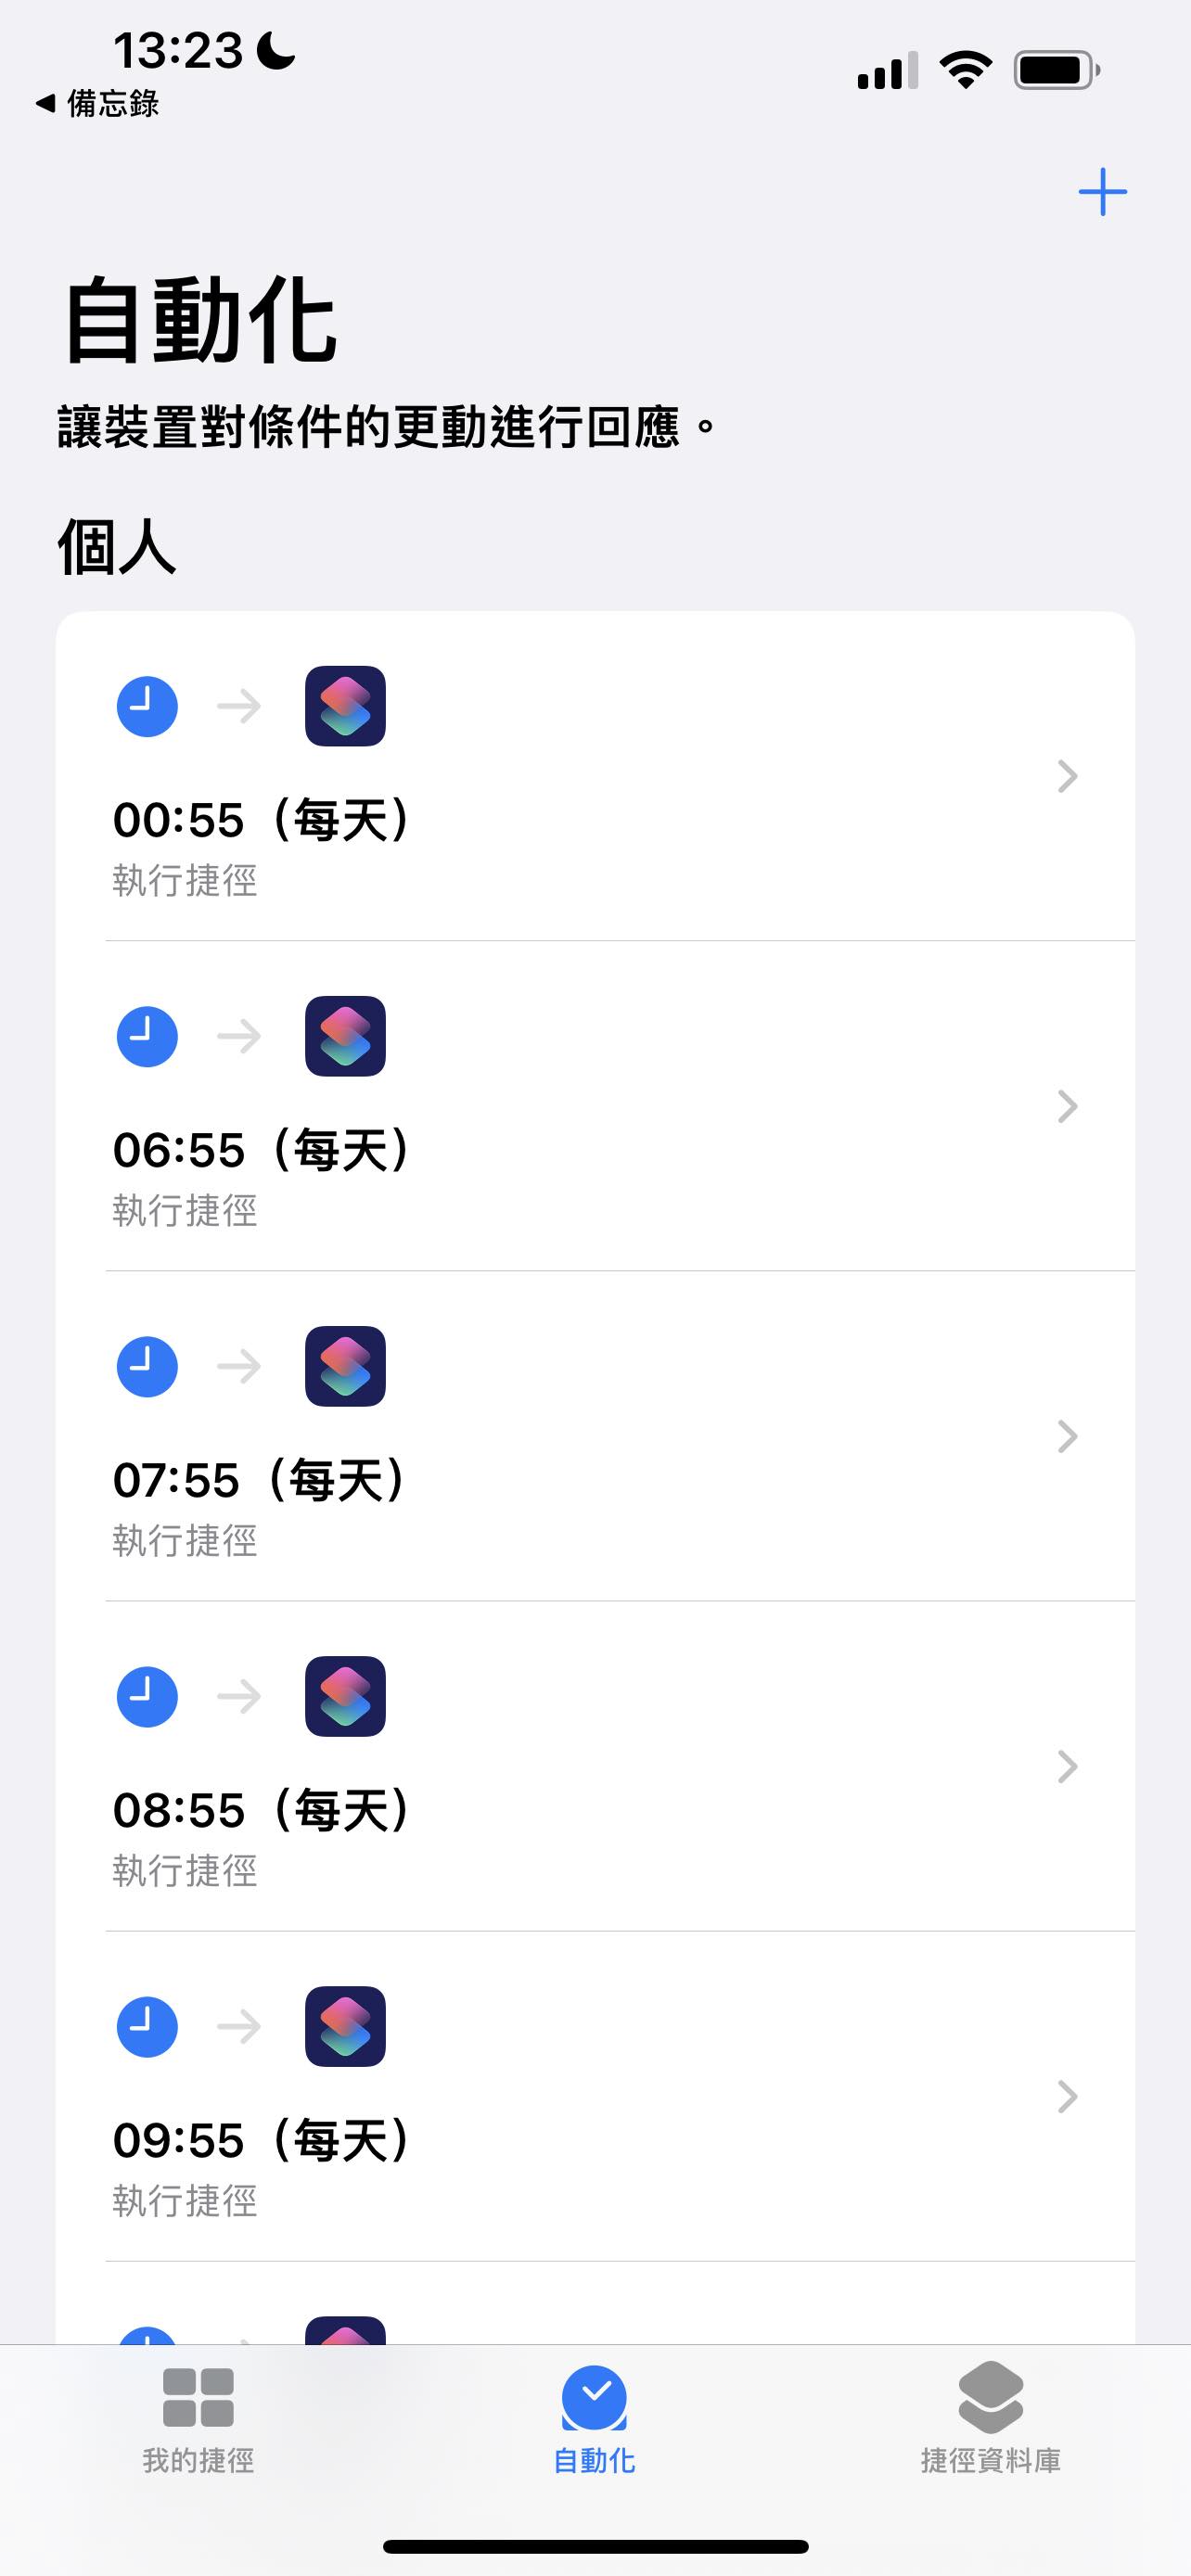 13:23
備忘錄
自動化
讓裝置對條件的更動進行回應。
個人
00:55（每天）
執行捷徑
06:55（每天）
執行捷徑
07:55（每天）
執行捷徑
08:55（每天）
執行捷徑
09:55（每天）
執行捷徑
我的捷徑
自動化
捷徑資料庫